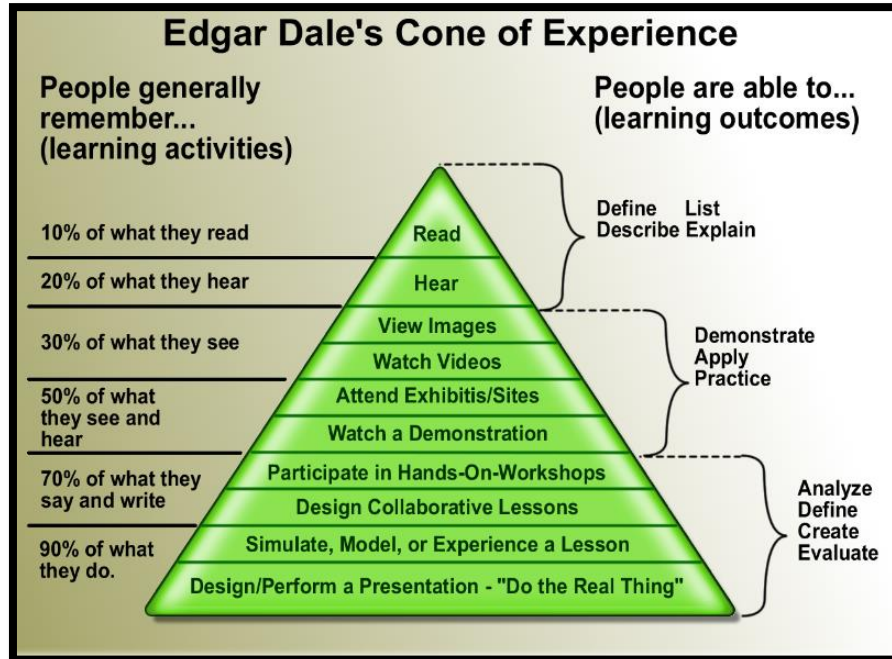 Edgar Dale's Cone of Experience
People generally
remember...
(learning activities)
People are able to...
(learning outcomes)
10% of what they read
20% of what they hear
30% of what they see
50% of what
they see and
hear
70% of what they
say and write
90% of what
they do.
Read
Hear
View Images
Watch Videos
Attend Exhibitis/Sites
Watch a Demonstration
Participate in Hands-On-Workshops
Design Collaborative Lessons
Simulate, Model, or Experience a Lesson
Design/Perform a Presentation - "Do the Real Thing"
Define List
Describe Explain
Demonstrate
Apply
Practice
Analyze
Define
Create
Evaluate